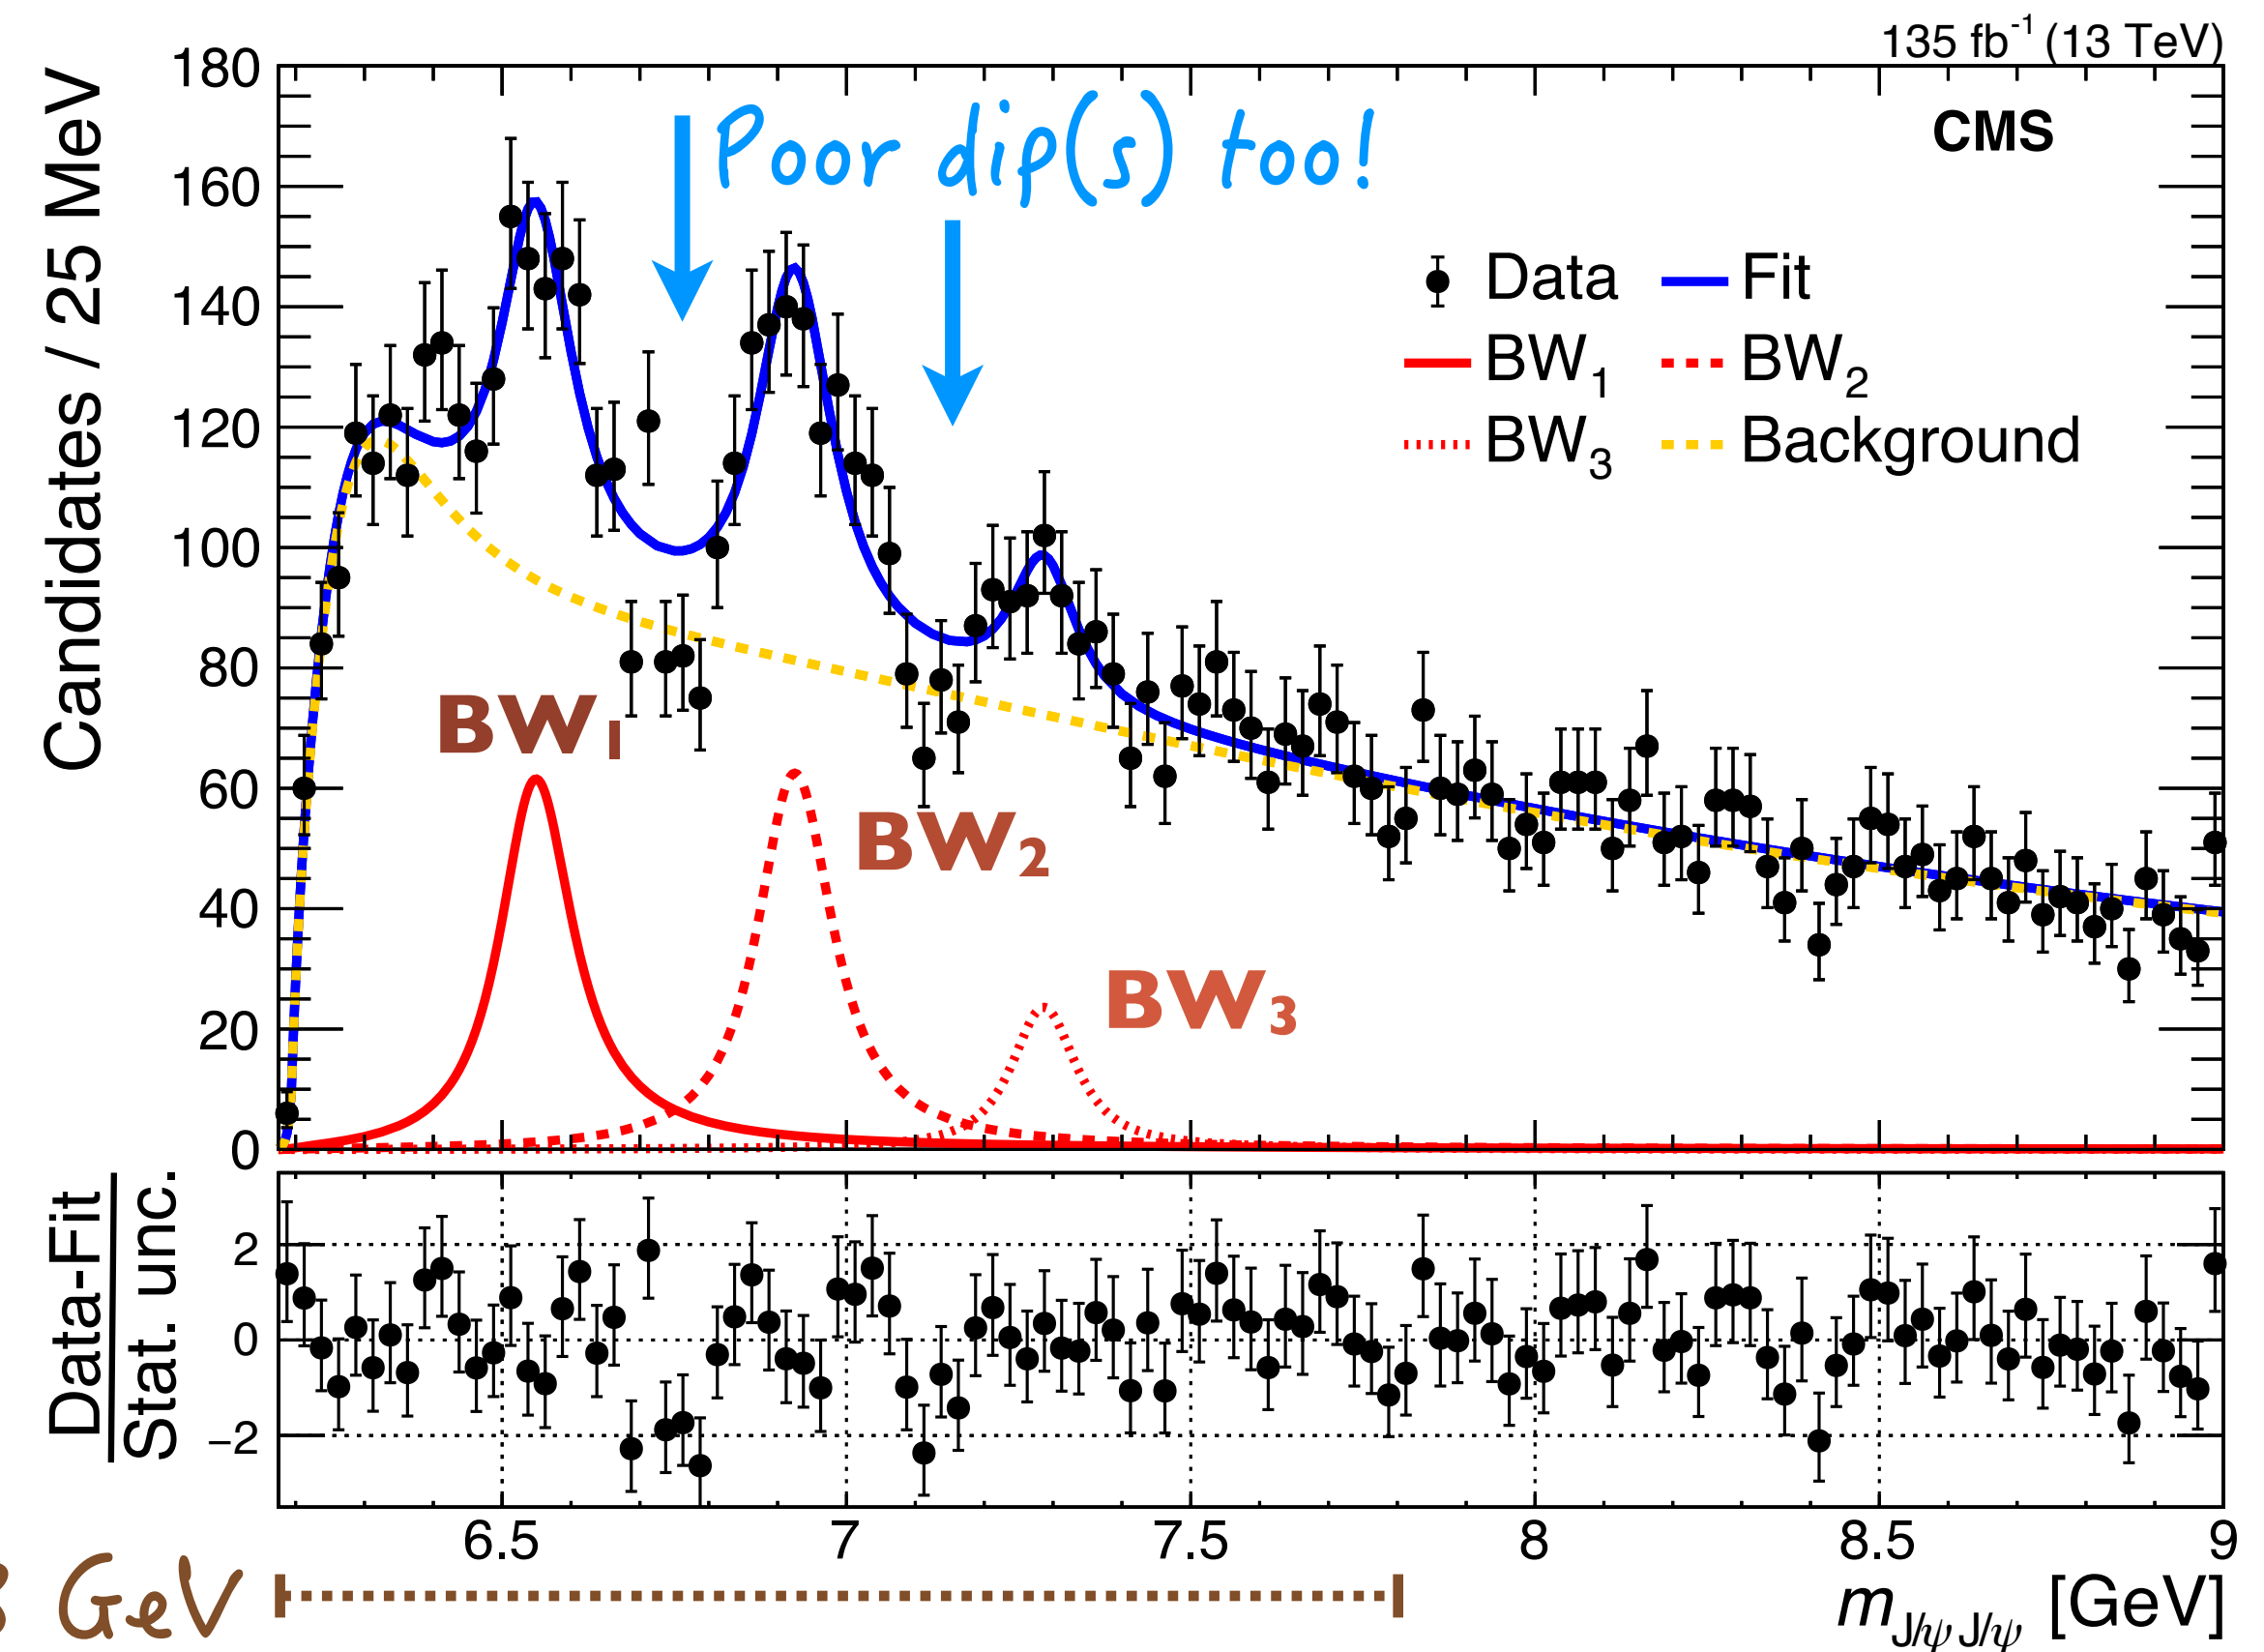 135 fb⁻¹ (13 TeV)
CMS
Candidates / 25 MeV
180
160
140
120
100
80
60
40
20
0
Poor dip(s) too!
Data
Fit
BW₁
BW₂
BW₃
Background
BW₁
BW₂
BW₃
Data-Fit
Stat. unc.
2
0
−2
6.5 7 7.5 8 8.5 9
GeV
m_J/ψ J/ψ [GeV]